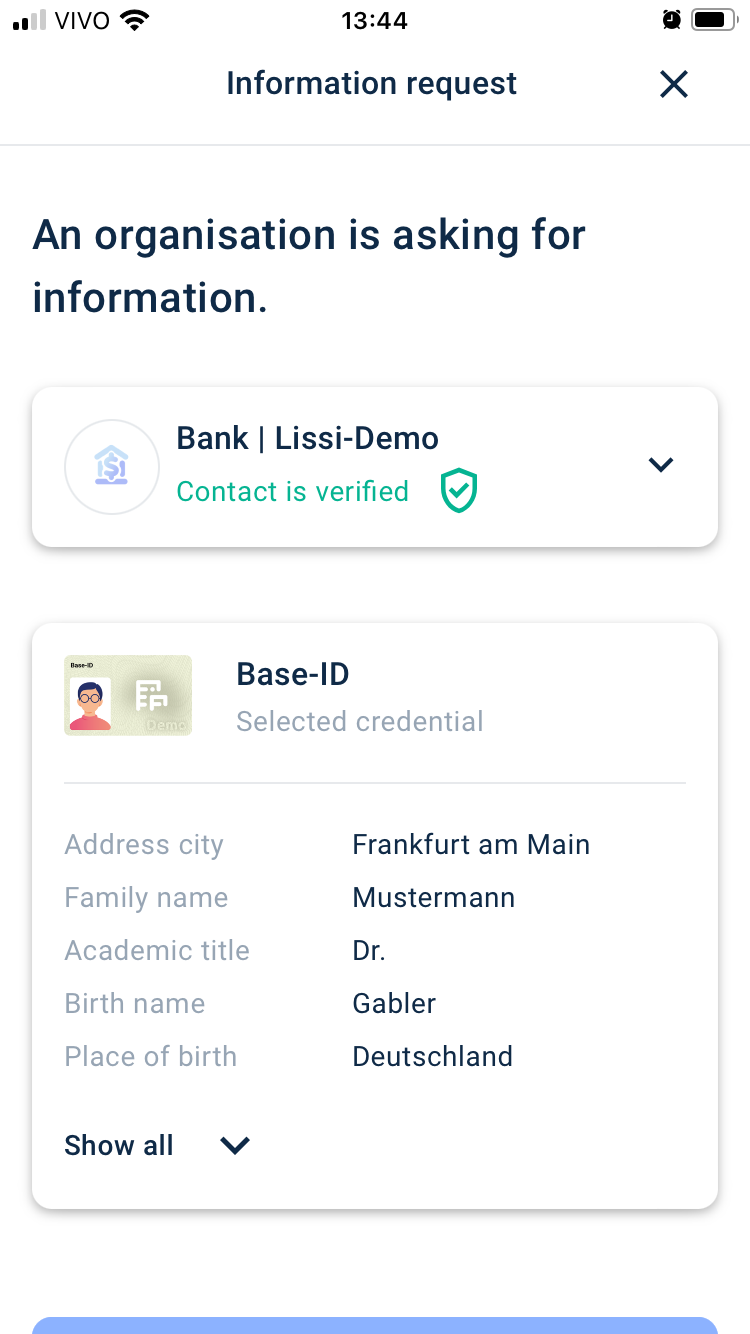 VIVO 13:44
Information request
An organisation is asking for
information.
Bank | Lissi-Demo
Contact is verified
Base-ID
Demo
Base-ID
Selected credential
Address city Frankfurt am Main
Family name Mustermann
Academic title Dr.
Birth name Gabler
Place of birth Deutschland
Show all